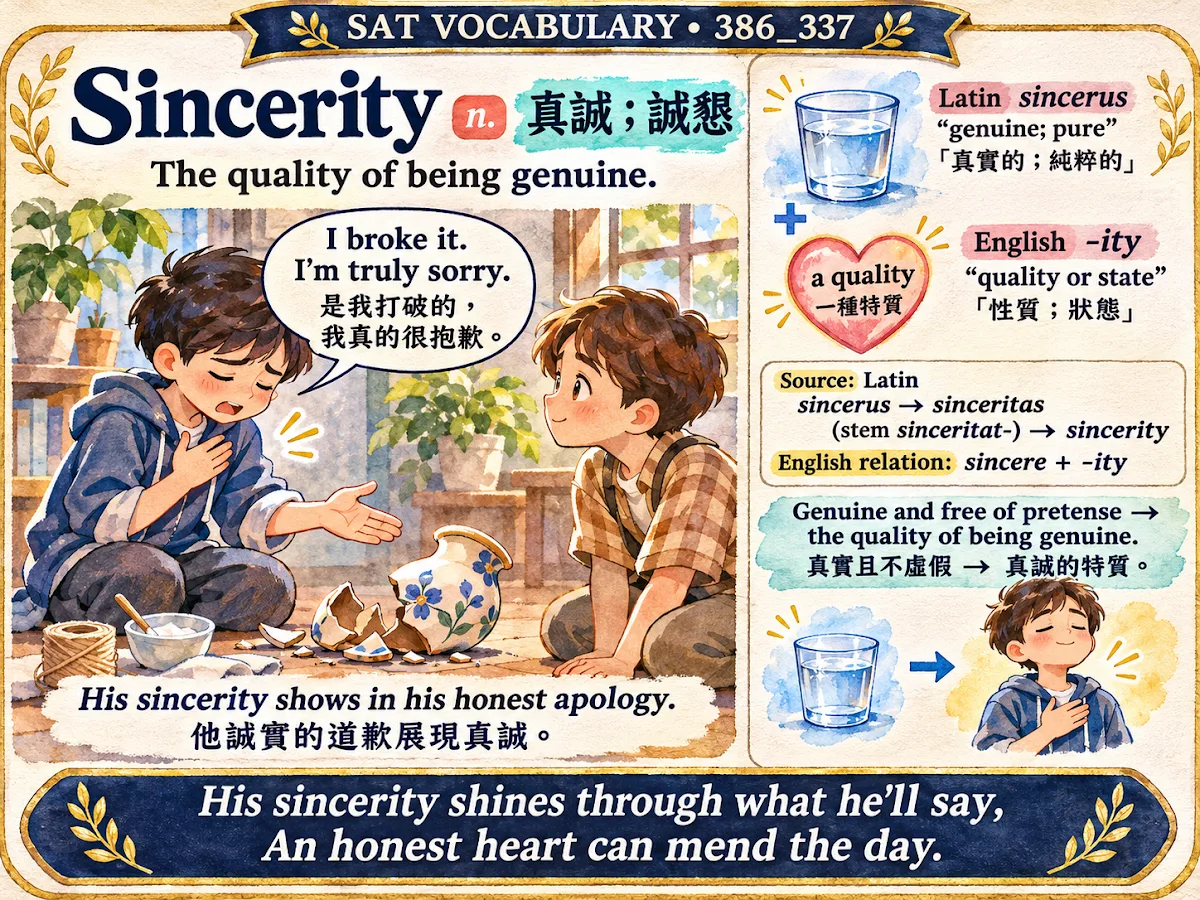 SAT VOCABULARY • 386_337
Sincerity n. 真誠；誠懇
The quality of being genuine.
I broke it.
I'm truly sorry.
是我打破的，
我真的很抱歉。
His sincerity shows in his honest apology.
他誠實的道歉展現真誠。
Latin sincerus
“genuine; pure”
「真實的；純粹的」
+
a quality
一種特質
English -ity
“quality or state”
「性質；狀態」
Source: Latin
sincerus → sinceritas
(stem sinceritat-) → sincerity
English relation: sincere + -ity
Genuine and free of pretense →
the quality of being genuine.
真實且不虛假 → 真誠的特質。
His sincerity shines through what he'll say,
An honest heart can mend the day.